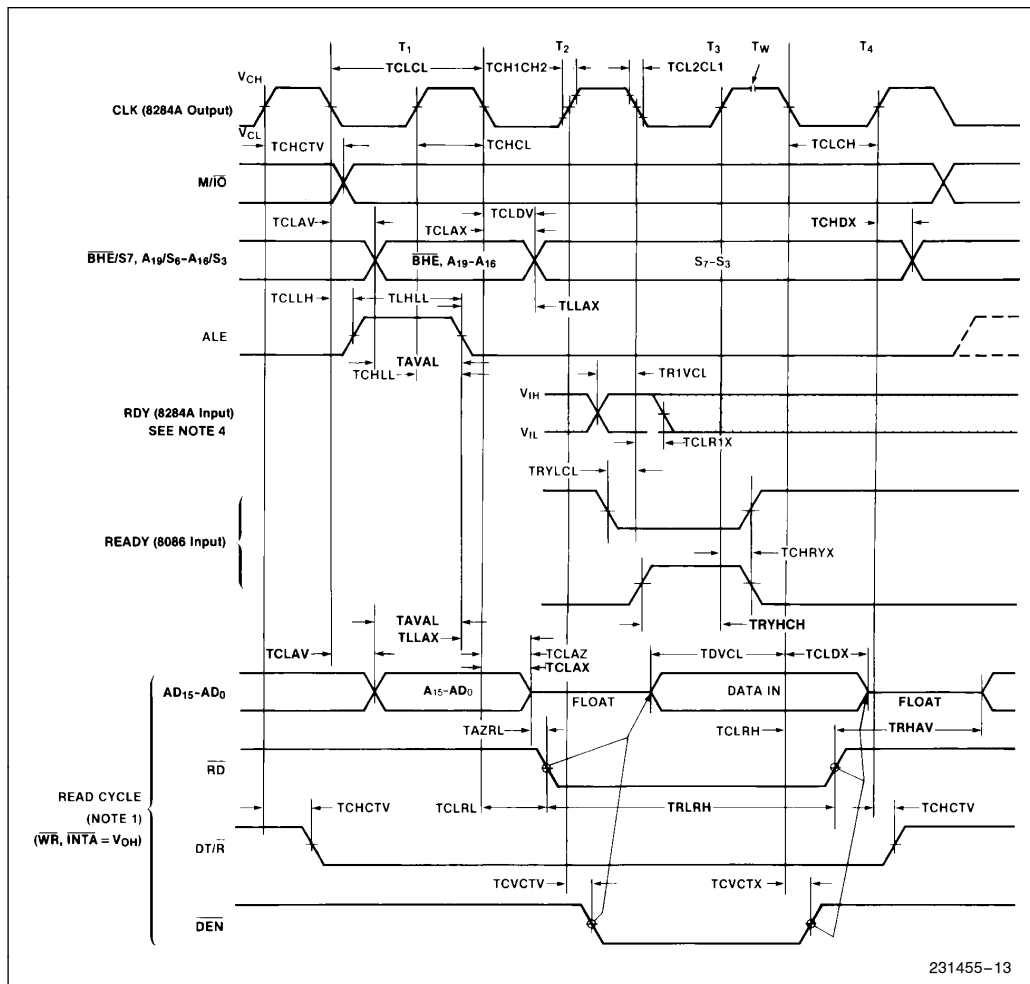 T1 T2 T3 TW T4
TCLCL TCH1CH2 TCL2CL1
VCH
CLK (8284A Output)
VCL
TCHCTV TCHCL TCLCH
M/IO
TCLDV
TCLAV TCLAX TCHDX
BHE/S7, A19/S6–A16/S3 BHE, A19–A16 S7–S3
TCLLH TLHLL TLLAX
ALE
TAVAL
TCHLL TR1VCL
VIH
RDY (8284A Input)
SEE NOTE 4
VIL
TCLR1X
TRYLCL
READY (8086 Input)
TCHRYX
TAVAL TRYHCH
TLLAX
TCLAV TCLAZ TDVCL TCLDX
TCLAX
AD15–AD0 A15–AD0 FLOAT DATA IN FLOAT
TAZRL TCLRH TRHAV
RD
READ CYCLE
(NOTE 1)
(WR, INTA = VOH)
TCHCTV TCLRL TRLRH TCHCTV
DT/R
TCVCTV TCVCTX
DEN
231455–13